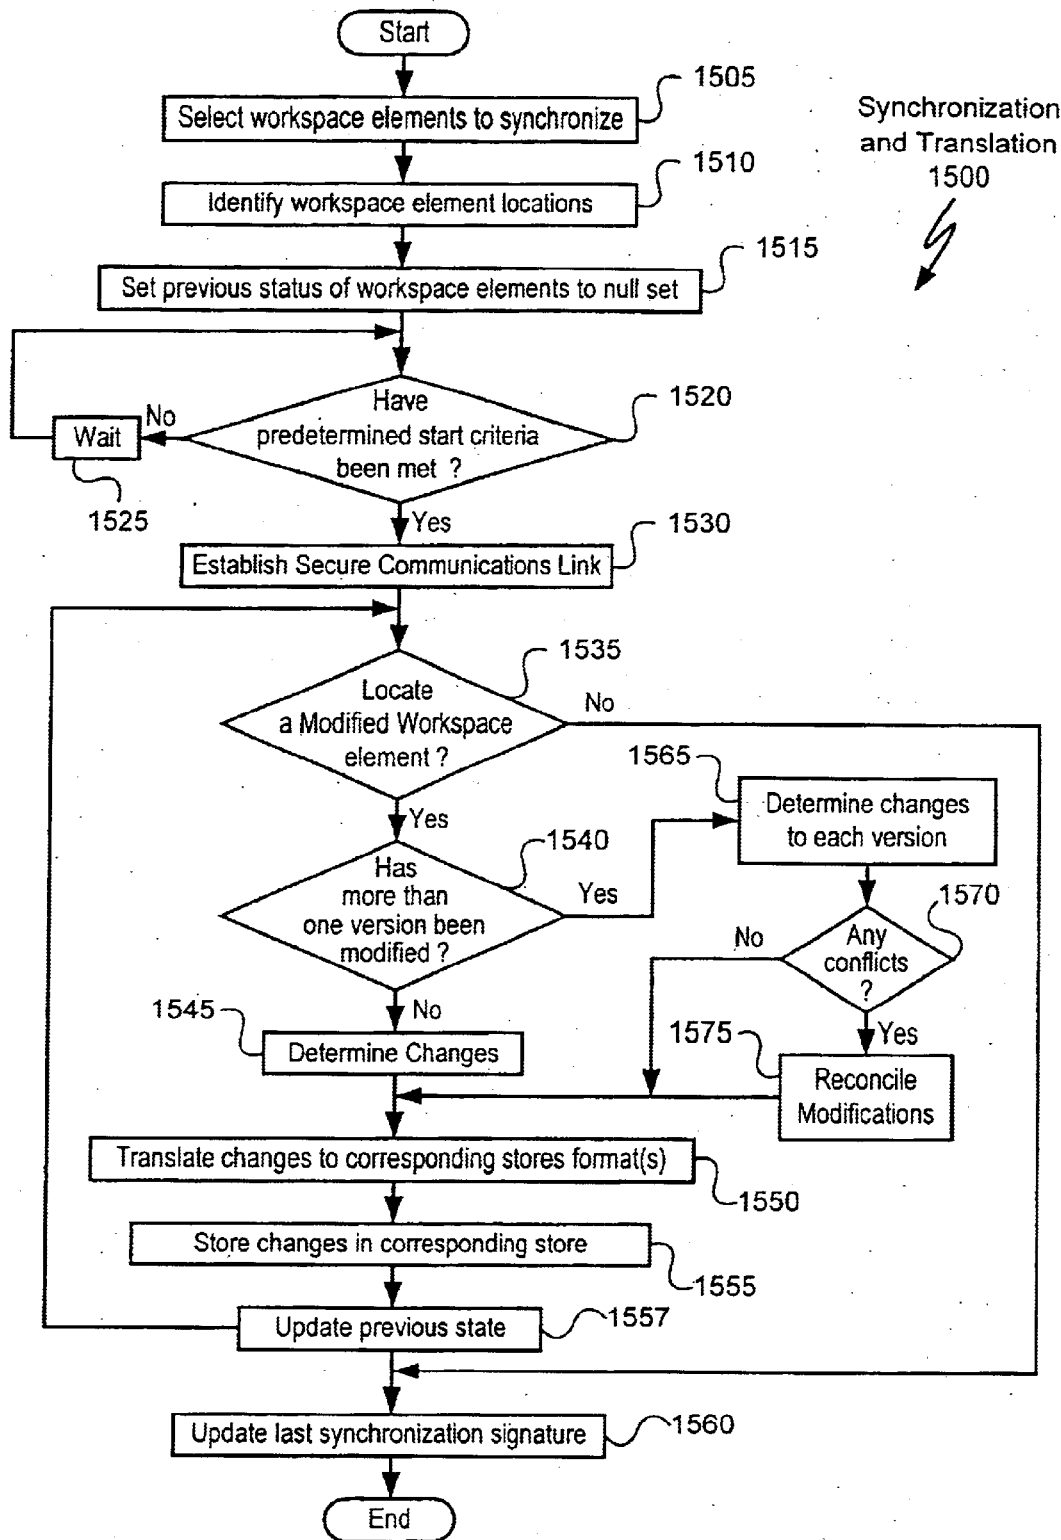 Start
1505
Select workspace elements to synchronize
Synchronization
and Translation
1500
1510
Identify workspace element locations
1515
Set previous status of workspace elements to null set
Have
predetermined start criteria
been met ?
1520
No
Wait
1525
Yes
1530
Establish Secure Communications Link
1535
Locate
a Modified Workspace
element ?
No
Yes
1565
Determine changes
to each version
1540
Has
more than
one version been
modified ?
Yes
1570
No
Any
conflicts
?
Yes
No
1545
Determine Changes
1575
Reconcile
Modifications
Translate changes to corresponding stores format(s)
1550
Store changes in corresponding store
1555
Update previous state
1557
Update last synchronization signature
1560
End